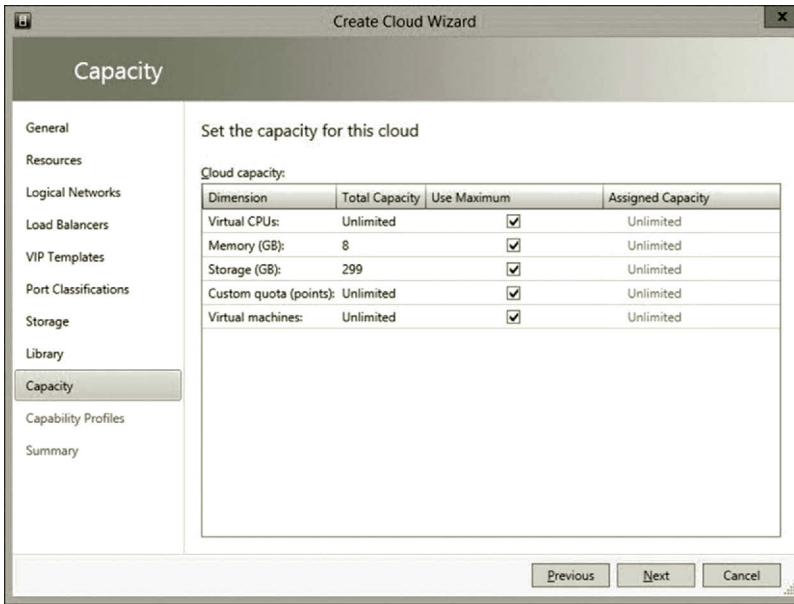 Create Cloud Wizard
x
Capacity
General
Resources
Logical Networks
Load Balancers
VIP Templates
Port Classifications
Storage
Library
Capacity
Capability Profiles
Summary
Set the capacity for this cloud
Cloud capacity:
Dimension Total Capacity Use Maximum Assigned Capacity
Virtual CPUs: Unlimited Unlimited
Memory (GB): 8 Unlimited
Storage (GB): 299 Unlimited
Custom quota (points): Unlimited Unlimited
Virtual machines: Unlimited Unlimited
Previous Next Cancel